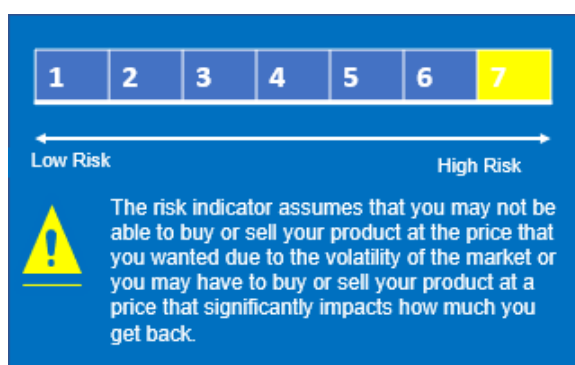 1 2 3 4 5 6 7
Low Risk High Risk
The risk indicator assumes that you may not be
able to buy or sell your product at the price that
you wanted due to the volatility of the market or
you may have to buy or sell your product at a
price that significantly impacts how much you
get back.